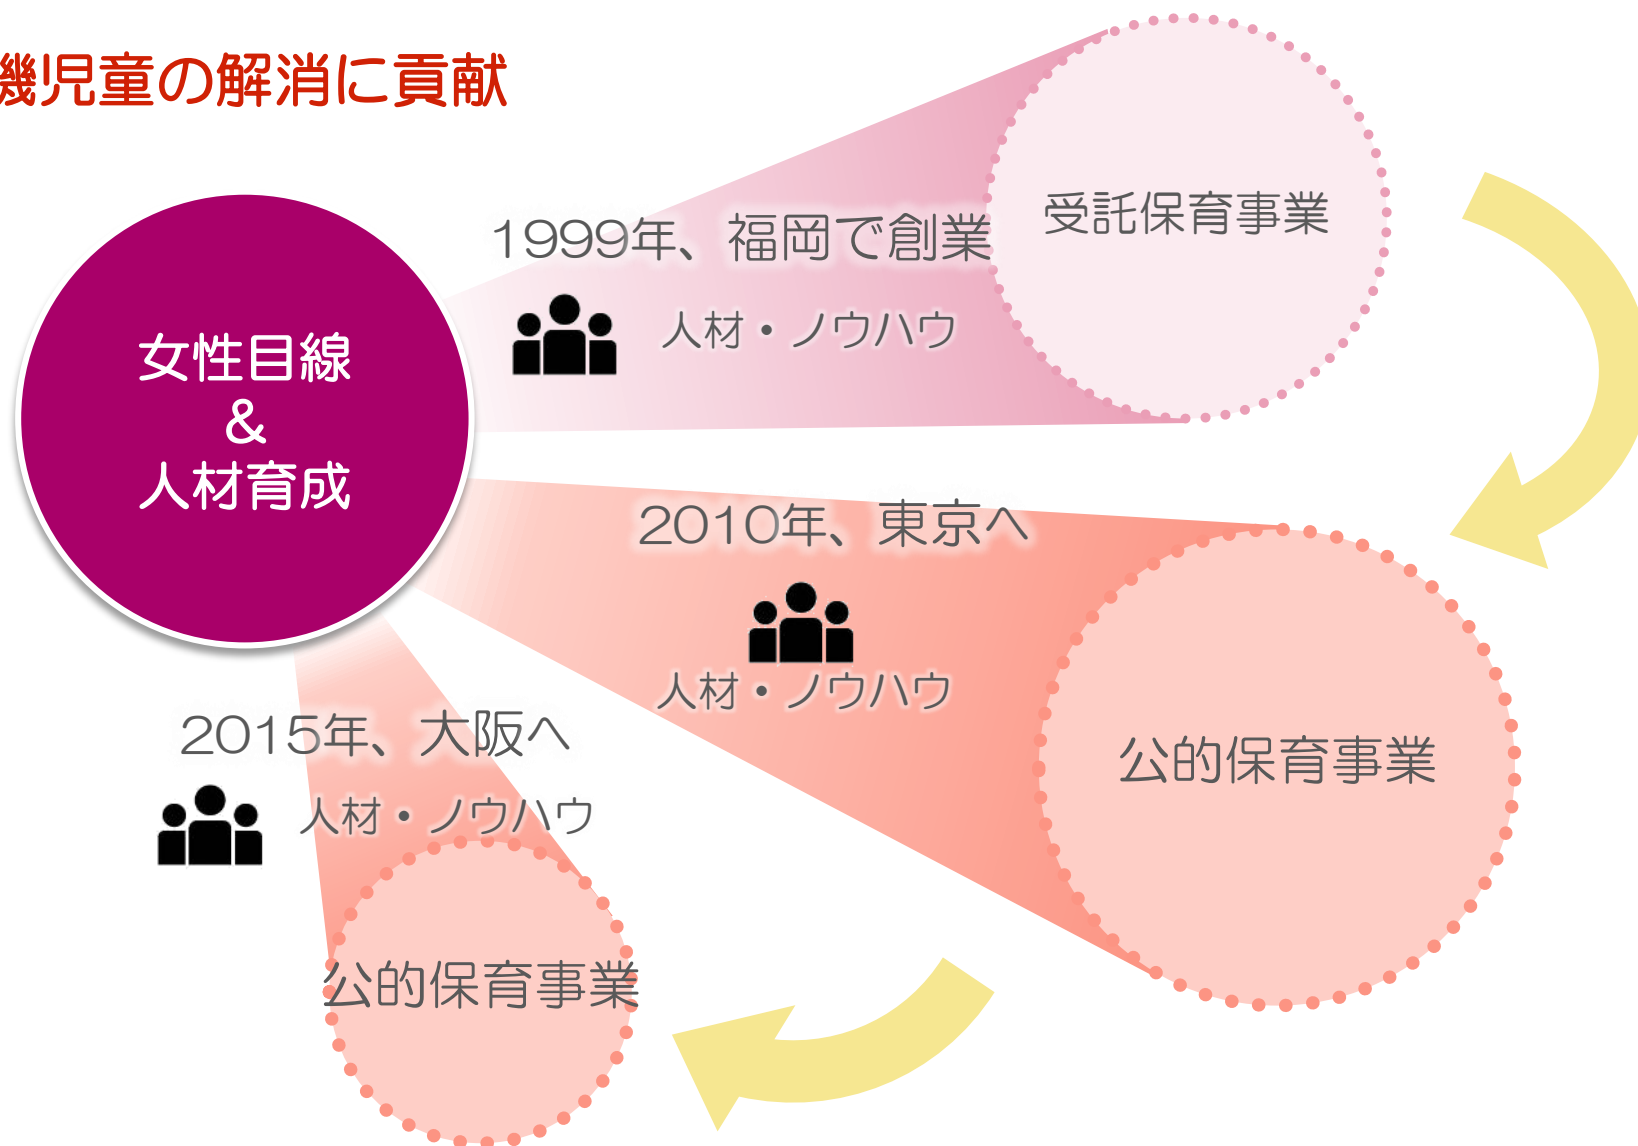 機児童の解消に貢献
1999年、福岡で創業
人材・ノウハウ
受託保育事業
女性目線
&
人材育成
2010年、東京へ
人材・ノウハウ
公的保育事業
2015年、大阪へ
人材・ノウハウ
公的保育事業